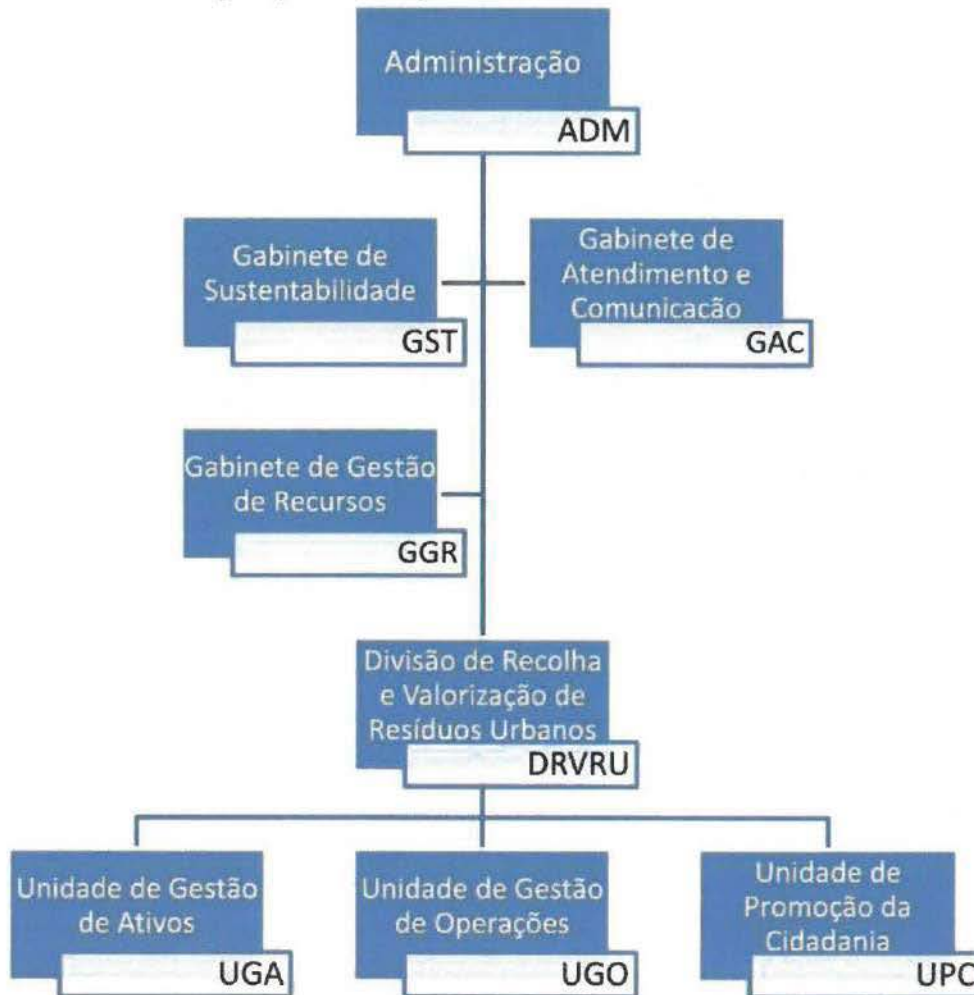 Administração
ADM
Gabinete de
Sustentabilidade
GST
Gabinete de
Atendimento e
Comunicação
GAC
Gabinete de Gestão
de Recursos
GGR
Divisão de Recolha
e Valorização de
Resíduos Urbanos
DRVRU
Unidade de Gestão
de Ativos
UGA
Unidade de Gestão
de Operações
UGO
Unidade de
Promoção da
Cidadania
UPC